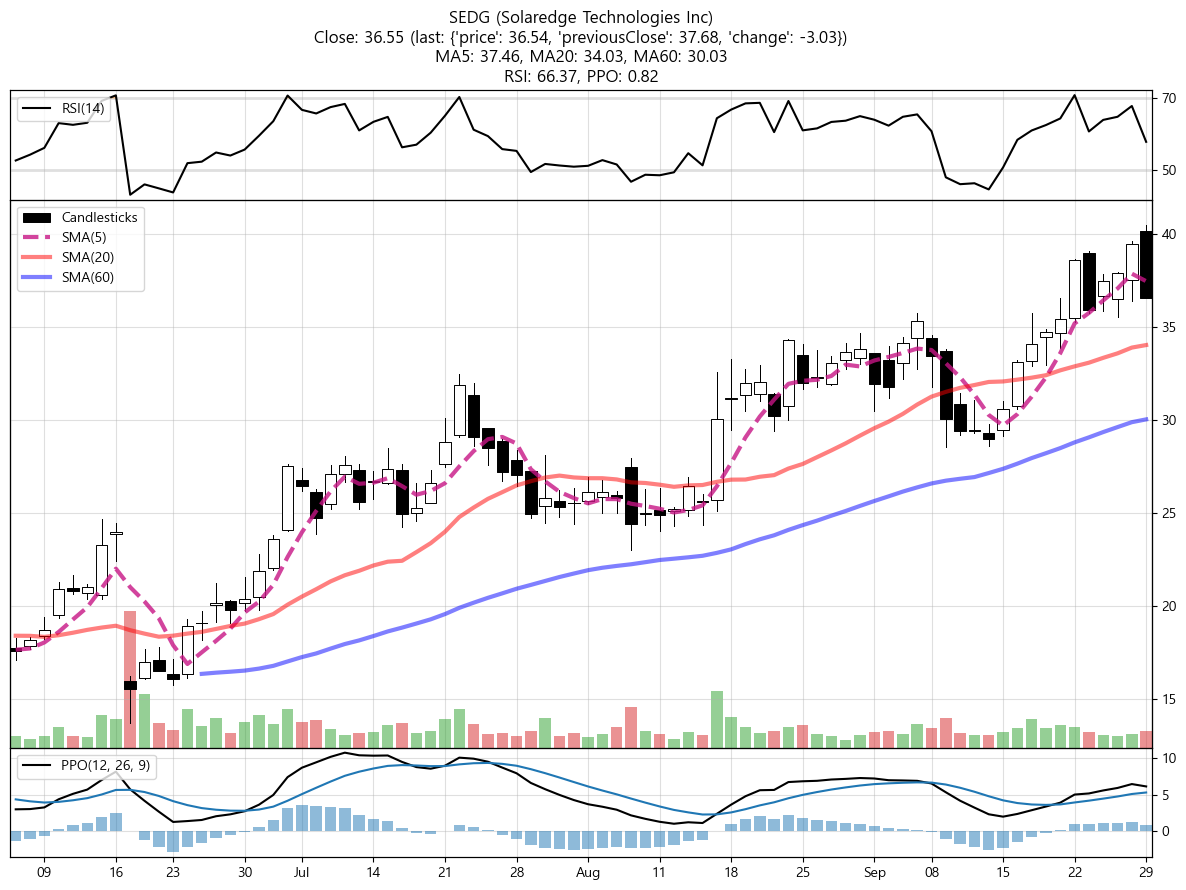 SEDG (Solaredge Technologies Inc)
Close: 36.55 (last: {'price': 36.54, 'previousClose': 37.68, 'change': -3.03})
MA5: 37.46, MA20: 34.03, MA60: 30.03
RSI: 66.37, PPO: 0.82
RSI(14)
70
50
Candlesticks
SMA(5)
SMA(20)
SMA(60)
40
35
30
25
20
15
PPO(12, 26, 9)
10
5
0
09 16 23 Jul 14 21 28 Aug 11 18 25 Sep 08 15 22 29